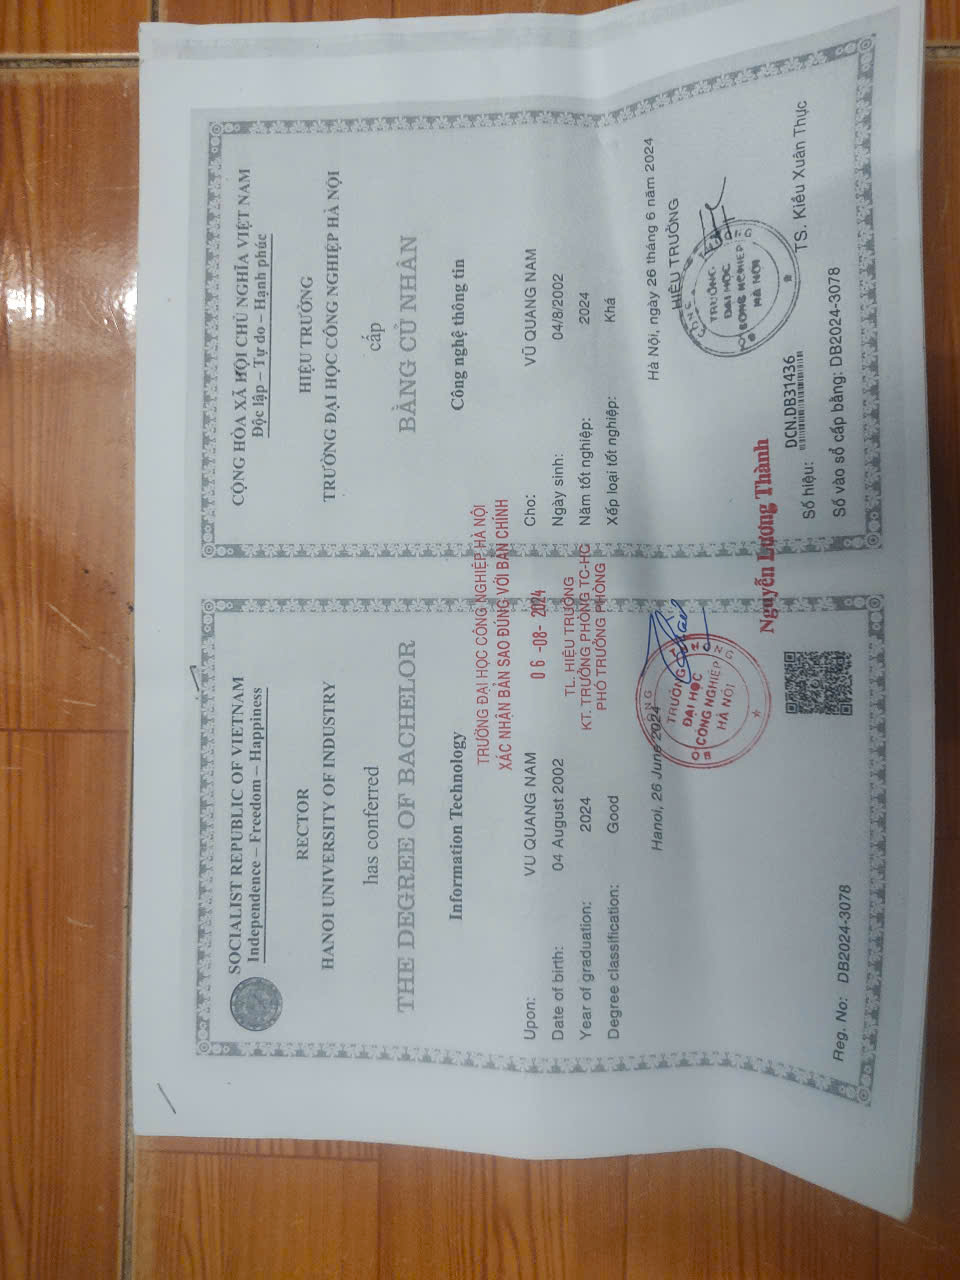 SOCIALIST REPUBLIC OF VIETNAM
Independence – Freedom – Happiness
RECTOR
HANOI UNIVERSITY OF INDUSTRY
has conferred
THE DEGREE OF BACHELOR
Information Technology
Upon: VU QUANG NAM
Date of birth: 04 August 2002
Year of graduation: 2024
Degree classification: Good
Hanoi, 26 June 2024
Reg. No: DB2024-3078
TRƯỜNG ĐẠI HỌC CÔNG NGHIỆP HÀ NỘI
XÁC NHẬN BẢN SAO ĐÚNG VỚI BẢN CHÍNH
06 -08- 2024
TL. HIỆU TRƯỞNG
KT. TRƯỞNG PHÒNG TC-HC
PHÓ TRƯỞNG PHÒNG
TRƯỜNG
ĐẠI HỌC
CÔNG NGHIỆP
HÀ NỘI
Nguyễn Lương Thành
CỘNG HÒA XÃ HỘI CHỦ NGHĨA VIỆT NAM
Độc lập – Tự do – Hạnh phúc
HIỆU TRƯỞNG
TRƯỜNG ĐẠI HỌC CÔNG NGHIỆP HÀ NỘI
cấp
BẰNG CỬ NHÂN
Công nghệ thông tin
Cho: VŨ QUANG NAM
Ngày sinh: 04/8/2002
Năm tốt nghiệp: 2024
Xếp loại tốt nghiệp: Khá
Hà Nội, ngày 26 tháng 6 năm 2024
HIỆU TRƯỞNG
TRƯỜNG
ĐẠI HỌC
CÔNG NGHIỆP
HÀ NỘI
TS. Kiều Xuân Thực
Số hiệu: DCN.DB31436
Số vào sổ cấp bằng: DB2024-3078